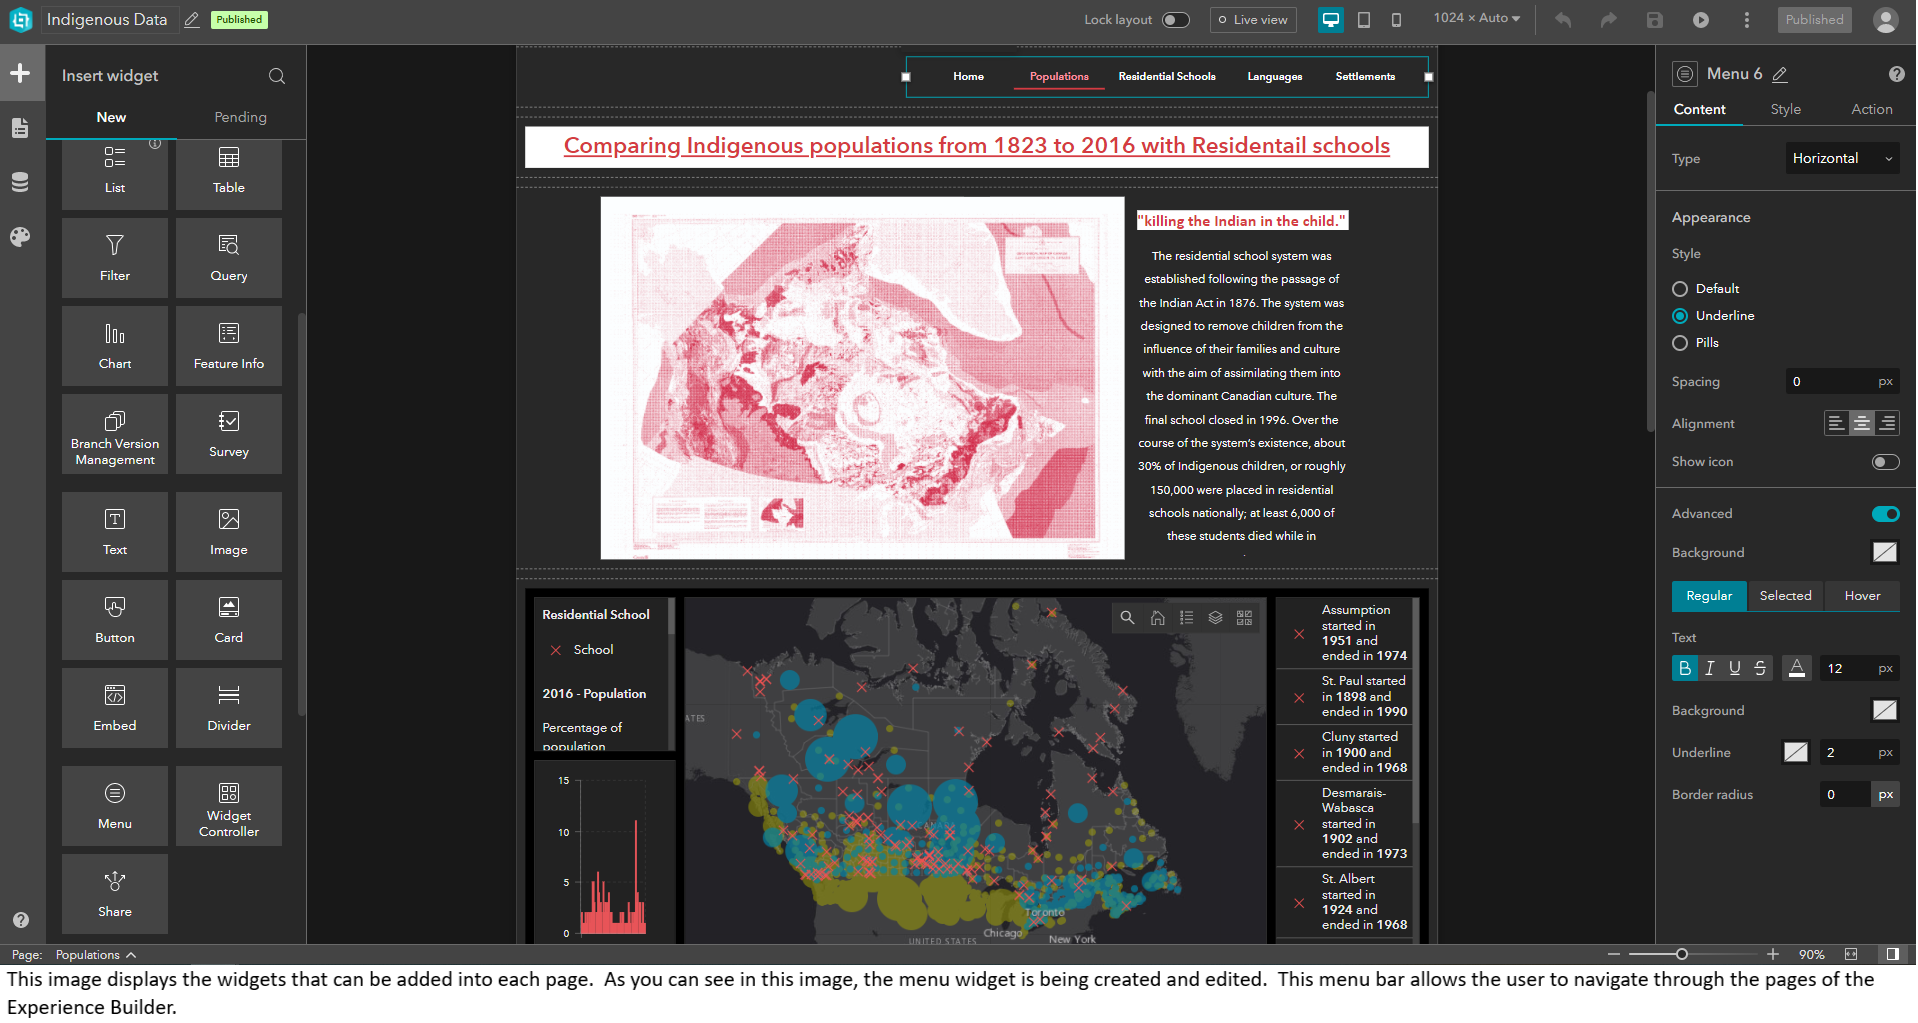 Indigenous Data
Published
Lock layout
Live view
1024 × Auto
Published
Insert widget
New
Pending
List
Table
Filter
Query
Chart
Feature Info
Branch Version
Management
Survey
Text
Image
Button
Card
Embed
Divider
Menu
Widget
Controller
Share
Home
Populations
Residential Schools
Languages
Settlements
Comparing Indigenous populations from 1823 to 2016 with Residentail schools
"killing the Indian in the child."
The residential school system was
established following the passage of
the Indian Act in 1876. The system was
designed to remove children from the
influence of their families and culture
with the aim of assimilating them into
the dominant Canadian culture. The
final school closed in 1996. Over the
course of the system's existence, about
30% of Indigenous children, or roughly
150,000 were placed in residential
schools nationally; at least 6,000 of
these students died while in
Residential School
School
2016 - Population
Percentage of
population
15
10
5
0
ATES
CANADA
Toronto
Chicago
New York
UNITED STATES
Assumption
started in
1951 and
ended in 1974
St. Paul started
in 1898 and
ended in 1990
Cluny started
in 1900 and
ended in 1968
Desmarais-
Wabasca
started in
1902 and
ended in 1973
St. Albert
started in
1924 and
ended in 1968
Menu 6
Content
Style
Action
Type
Horizontal
Appearance
Style
Default
Underline
Pills
Spacing
0 px
Alignment
Show icon
Advanced
Background
Regular
Selected
Hover
Text
B I U S A 12 px
Background
Underline
2 px
Border radius
0 px
Page: Populations
90%
This image displays the widgets that can be added into each page.  As you can see in this image, the menu widget is being created and edited.  This menu bar allows the user to navigate through the pages of the
Experience Builder.